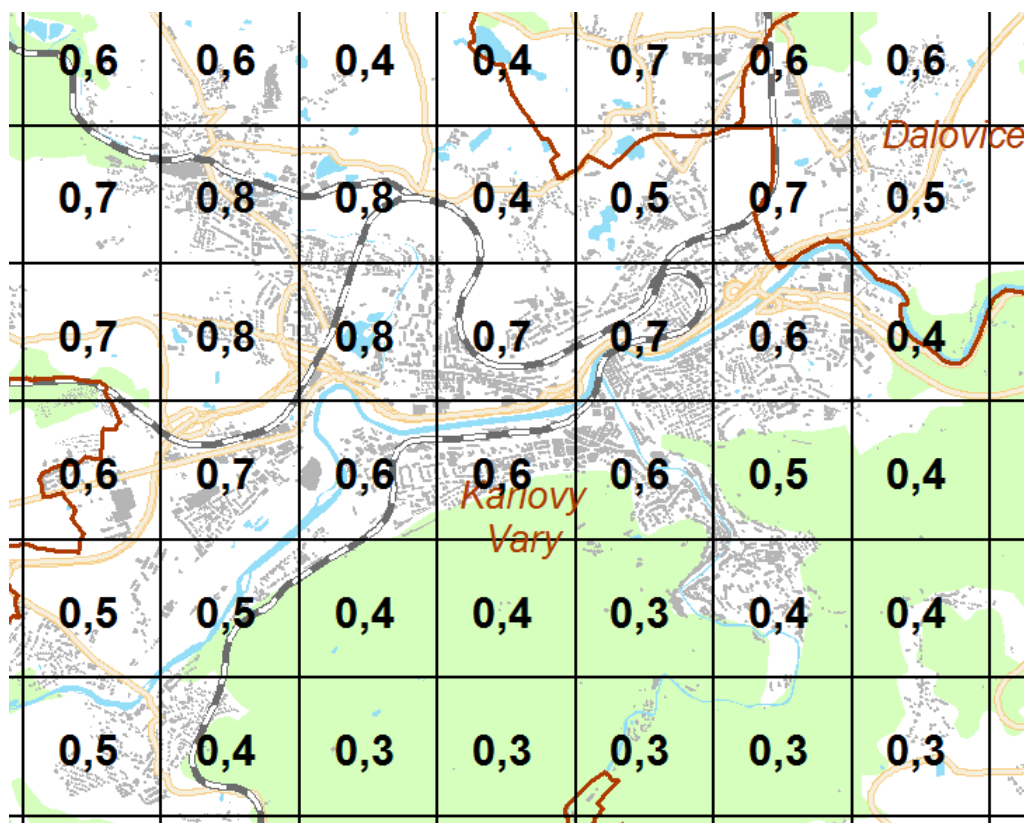 0,6 0,6 0,4 0,4 0,7 0,6 0,6
Dalovice
0,7 0,8 0,8 0,4 0,5 0,7 0,5
0,7 0,8 0,8 0,7 0,7 0,6 0,4
0,6 0,7 0,6 0,6 0,6 0,5 0,4
Karlovy
Vary
0,5 0,5 0,4 0,4 0,3 0,4 0,4
0,5 0,4 0,3 0,3 0,3 0,3 0,3